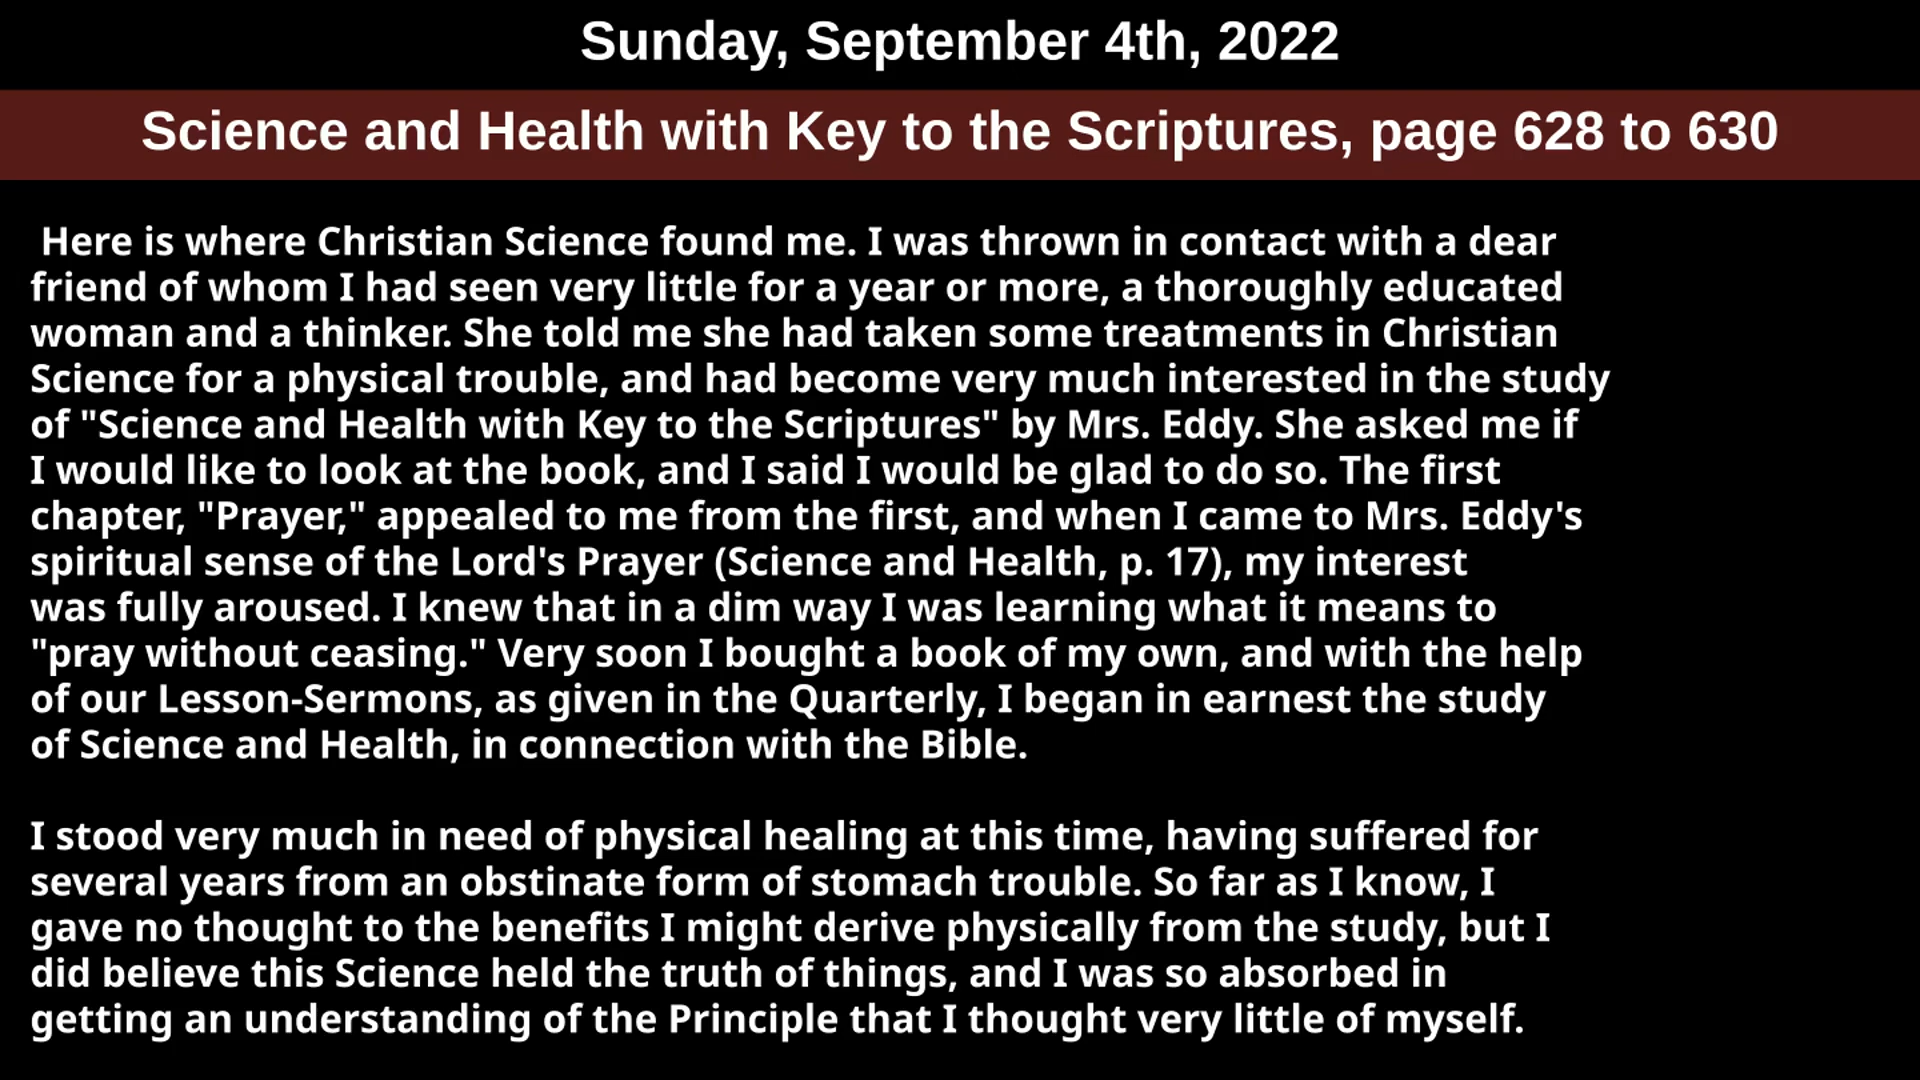 Sunday, September 4th, 2022
Science and Health with Key to the Scriptures, page 628 to 630
Here is where Christian Science found me. I was thrown in contact with a dear
friend of whom I had seen very little for a year or more, a thoroughly educated
woman and a thinker. She told me she had taken some treatments in Christian
Science for a physical trouble, and had become very much interested in the study
of "Science and Health with Key to the Scriptures" by Mrs. Eddy. She asked me if
I would like to look at the book, and I said I would be glad to do so. The first
chapter, "Prayer," appealed to me from the first, and when I came to Mrs. Eddy's
spiritual sense of the Lord's Prayer (Science and Health, p. 17), my interest
was fully aroused. I knew that in a dim way I was learning what it means to
"pray without ceasing." Very soon I bought a book of my own, and with the help
of our Lesson-Sermons, as given in the Quarterly, I began in earnest the study
of Science and Health, in connection with the Bible.
I stood very much in need of physical healing at this time, having suffered for
several years from an obstinate form of stomach trouble. So far as I know, I
gave no thought to the benefits I might derive physically from the study, but I
did believe this Science held the truth of things, and I was so absorbed in
getting an understanding of the Principle that I thought very little of myself.